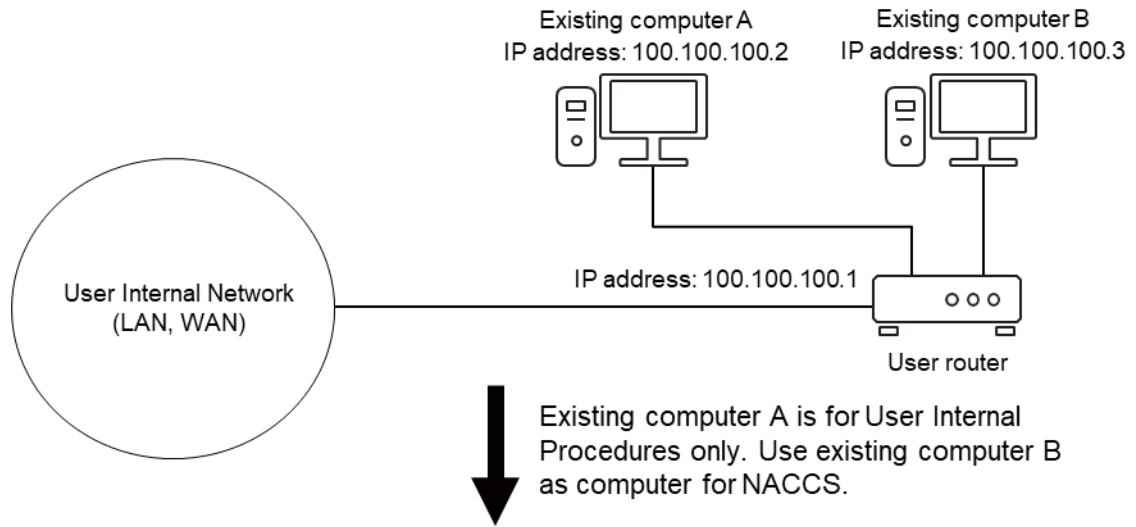 Existing computer A
IP address: 100.100.100.2
Existing computer B
IP address: 100.100.100.3
User Internal Network
(LAN, WAN)
IP address: 100.100.100.1
User router
Existing computer A is for User Internal
Procedures only. Use existing computer B
as computer for NACCS.